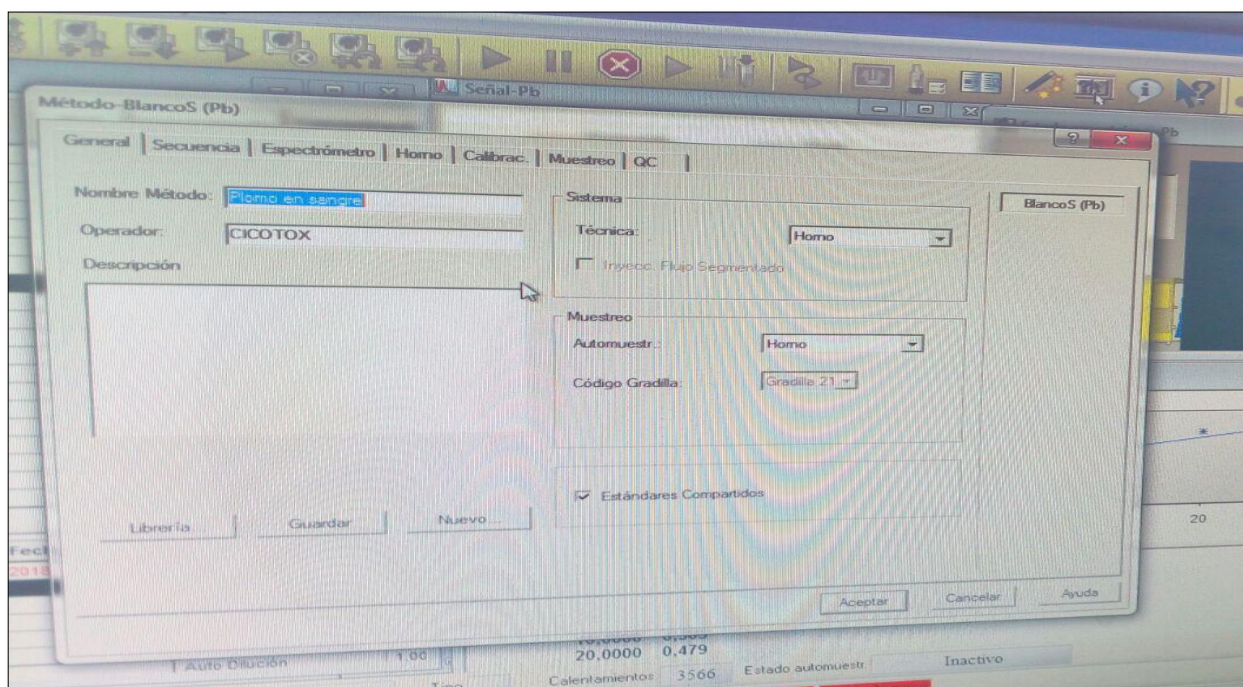 Señal-Pb
Método-BlancoS (Pb)
Pb
General Secuencia Espectrómetro Horno Calibrac. Muestreo QC
Nombre Método: Plomo en sangre
Operador: CICOTOX
Descripción
Librería...
Guardar
Nuevo...
Sistema
Técnica: Horno
Inyecc. Flujo Segmentado
Muestreo
Automuestr.: Horno
Código Gradilla: Gradilla 21
Estándares Compartidos
BlancoS (Pb)
Aceptar
Cancelar
Ayuda
20
Fech
2018
Auto Dilución 1.00
20,0000 0,479
Calentamientos 3566 Estado automuestr. Inactivo